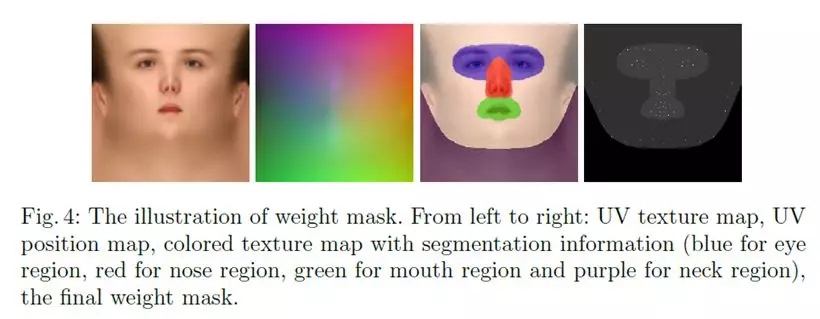 Fig. 4: The illustration of weight mask. From left to right: UV texture map, UV
position map, colored texture map with segmentation information (blue for eye
region, red for nose region, green for mouth region and purple for neck region),
the final weight mask.